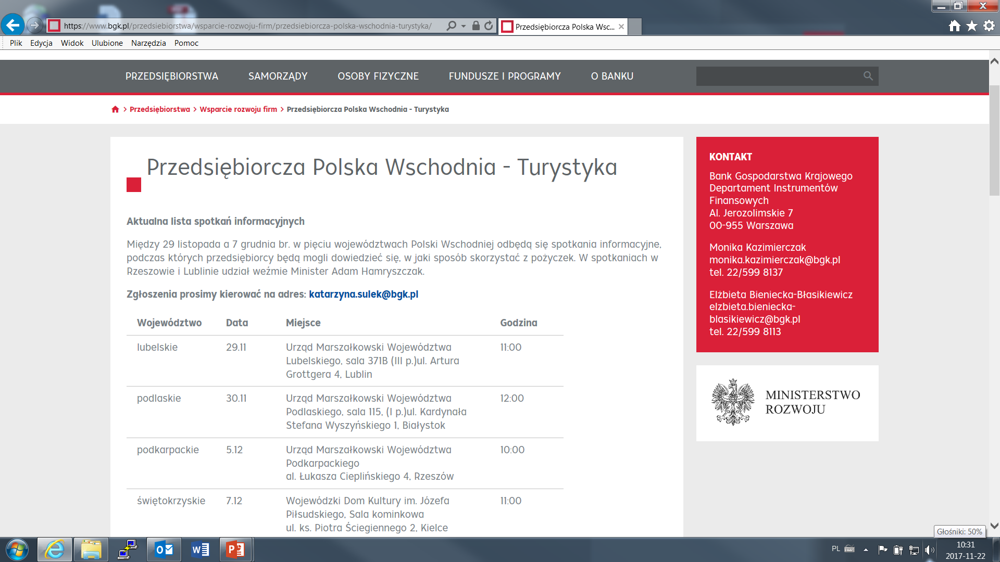 https://www.bgk.pl/przedsiebiorstwa/wsparcie-rozwoju-firm/przedsiebiorcza-polska-wschodnia-turystyka/
Przedsiębiorcza Polska Wsc...
Plik Edycja Widok Ulubione Narzędzia Pomoc
PRZEDSIĘBIORSTWA SAMORZĄDY OSOBY FIZYCZNE FUNDUSZE I PROGRAMY O BANKU
> Przedsiębiorstwa > Wsparcie rozwoju firm > Przedsiębiorcza Polska Wschodnia - Turystyka
Przedsiębiorcza Polska Wschodnia - Turystyka
Aktualna lista spotkań informacyjnych
Między 29 listopada a 7 grudnia br. w pięciu województwach Polski Wschodniej odbędą się spotkania informacyjne,
podczas których przedsiębiorcy będą mogli dowiedzieć się, w jaki sposób skorzystać z pożyczek. W spotkaniach w
Rzeszowie i Lublinie udział weźmie Minister Adam Hamryszczak.
Zgłoszenia prosimy kierować na adres: katarzyna.sulek@bgk.pl
Województwo Data Miejsce Godzina
lubelskie 29.11 Urząd Marszałkowski Województwa 11:00
Lubelskiego, sala 371B (III p.)ul. Artura
Grottgera 4, Lublin
podlaskie 30.11 Urząd Marszałkowski Województwa 12:00
Podlaskiego, sala 115, (I p.)ul. Kardynała
Stefana Wyszyńskiego 1, Białystok
podkarpackie 5.12 Urząd Marszałkowski Województwa 10:00
Podkarpackiego
al. Łukasza Cieplińskiego 4, Rzeszów
świętokrzyskie 7.12 Wojewódzki Dom Kultury im. Józefa 11:00
Piłsudskiego, Sala kominkowa
ul. ks. Piotra Ściegiennego 2, Kielce
KONTAKT
Bank Gospodarstwa Krajowego
Departament Instrumentów
Finansowych
Al. Jerozolimskie 7
00-955 Warszawa
Monika Kazimierczak
monika.kazimierczak@bgk.pl
tel. 22/599 8137
Elżbieta Bieniecka-Błasikiewicz
elzbieta.bieniecka-
blasikiewicz@bgk.pl
tel. 22/599 8113
MINISTERSTWO
ROZWOJU
Głośniki: 50%
PL
10:31
2017-11-22